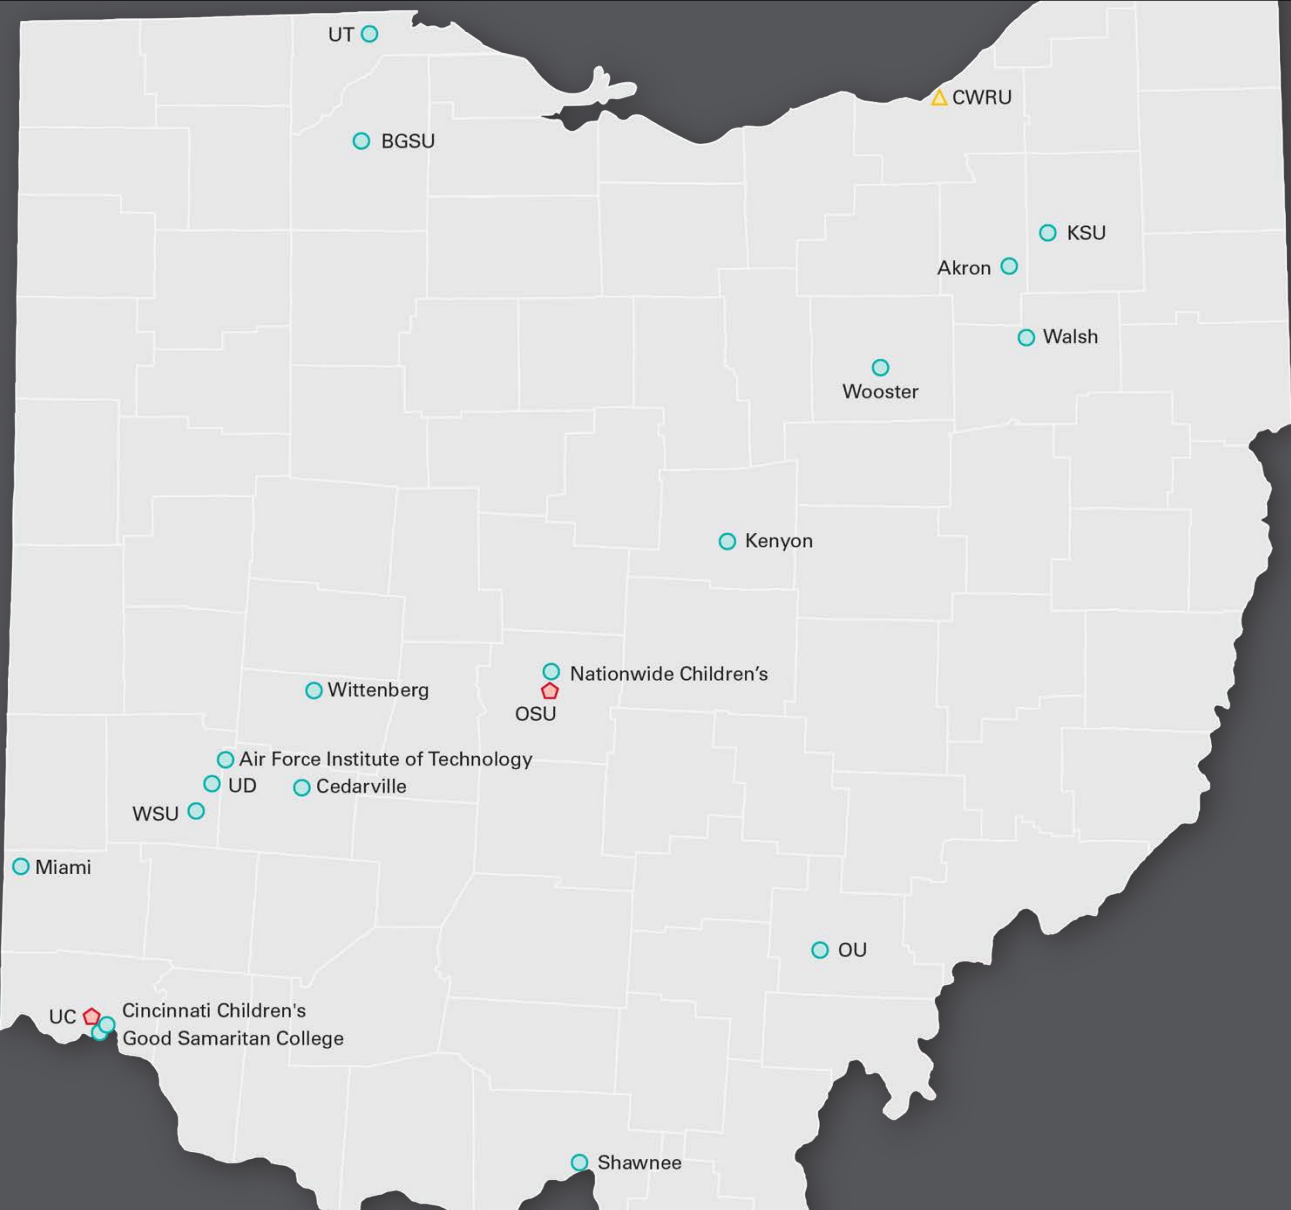 UT
CWRU
BGSU
KSU
Akron
Walsh
Wooster
Kenyon
Nationwide Children’s
Wittenberg
OSU
Air Force Institute of Technology
UD
Cedarville
WSU
Miami
OU
Cincinnati Children's
UC
Good Samaritan College
Shawnee